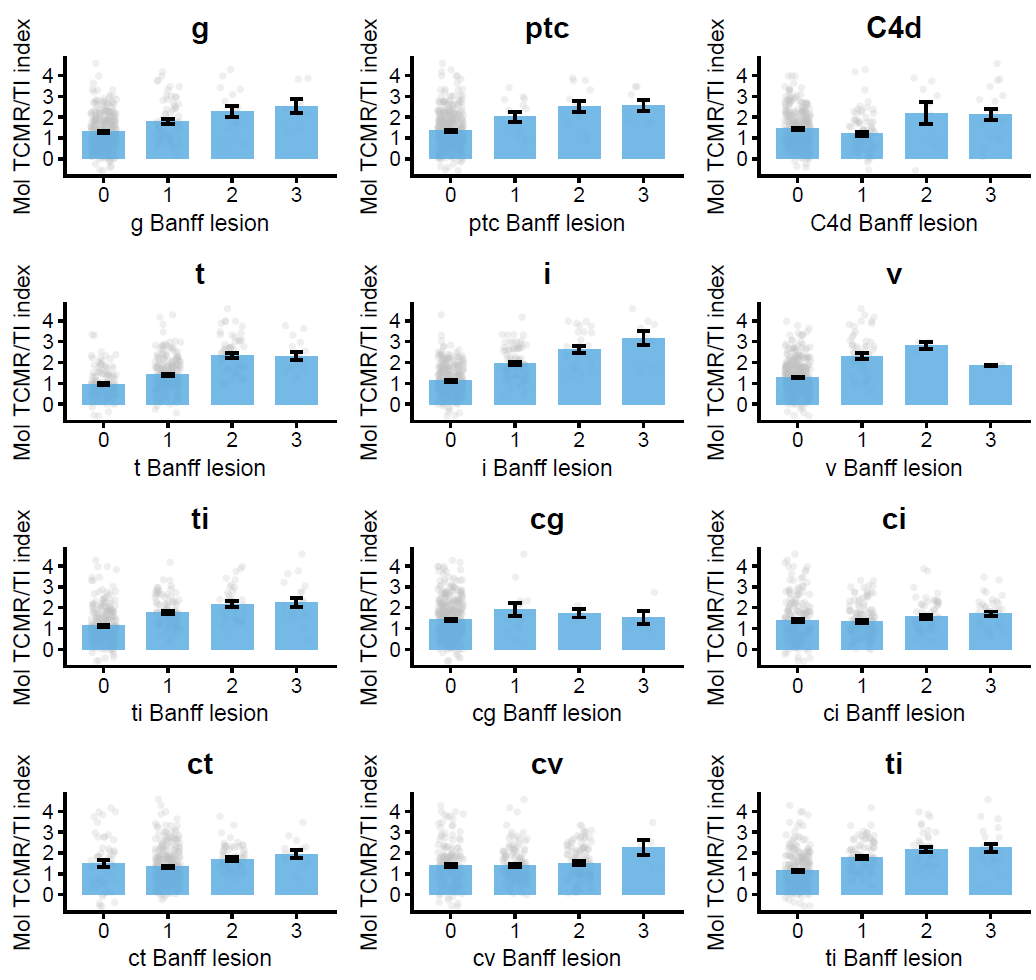 g
ptc
C4d
Mol TCMR/TI index
4
3
2
1
0
0 1 2 3
g Banff lesion
Mol TCMR/TI index
4
3
2
1
0
0 1 2 3
ptc Banff lesion
Mol TCMR/TI index
4
3
2
1
0
0 1 2 3
C4d Banff lesion
t
i
v
Mol TCMR/TI index
4
3
2
1
0
0 1 2 3
t Banff lesion
Mol TCMR/TI index
4
3
2
1
0
0 1 2 3
i Banff lesion
Mol TCMR/TI index
4
3
2
1
0
0 1 2 3
v Banff lesion
ti
cg
ci
Mol TCMR/TI index
4
3
2
1
0
0 1 2 3
ti Banff lesion
Mol TCMR/TI index
4
3
2
1
0
0 1 2 3
cg Banff lesion
Mol TCMR/TI index
4
3
2
1
0
0 1 2 3
ci Banff lesion
ct
cv
ti
Mol TCMR/TI index
4
3
2
1
0
0 1 2 3
ct Banff lesion
Mol TCMR/TI index
4
3
2
1
0
0 1 2 3
cv Banff lesion
Mol TCMR/TI index
4
3
2
1
0
0 1 2 3
ti Banff lesion